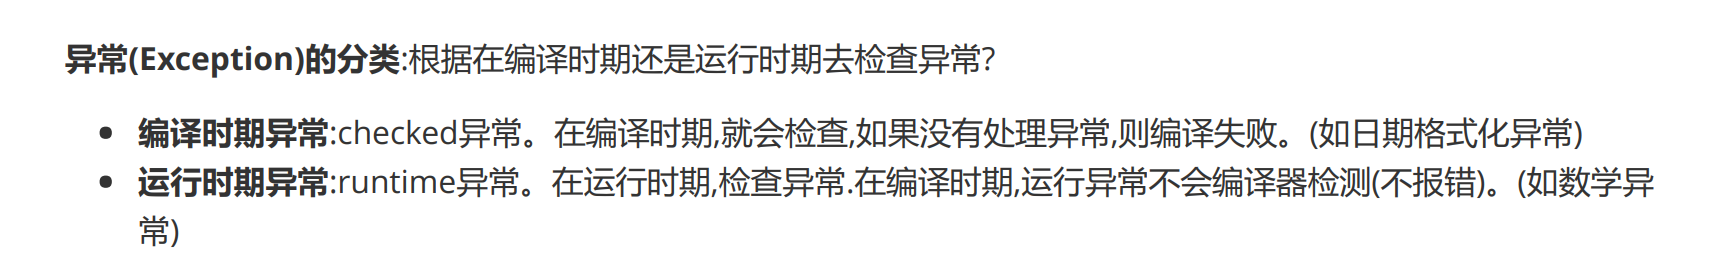 异常(Exception)的分类:根据在编译时期还是运行时期去检查异常?
编译时期异常:checked异常。在编译时期,就会检查,如果没有处理异常,则编译失败。(如日期格式化异常)
运行时期异常:runtime异常。在运行时期,检查异常.在编译时期,运行异常不会编译器检测(不报错)。(如数学异
常)